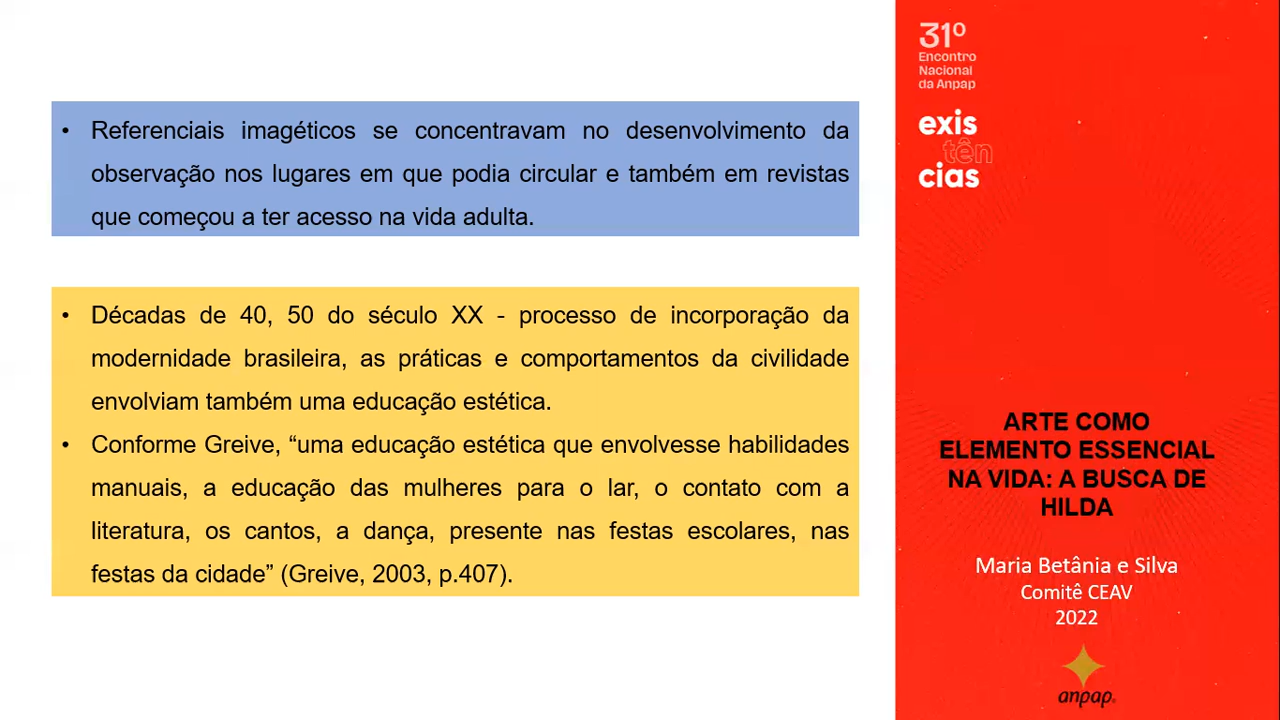 • Referenciais imagéticos se concentravam no desenvolvimento da
observação nos lugares em que podia circular e também em revistas
que começou a ter acesso na vida adulta.
• Décadas de 40, 50 do século XX - processo de incorporação da
modernidade brasileira, as práticas e comportamentos da civilidade
envolviam também uma educação estética.
• Conforme Greive, “uma educação estética que envolvesse habilidades
manuais, a educação das mulheres para o lar, o contato com a
literatura, os cantos, a dança, presente nas festas escolares, nas
festas da cidade” (Greive, 2003, p.407).
31º
Encontro
Nacional
da Anpap
exis
tên
cias
ARTE COMO
ELEMENTO ESSENCIAL
NA VIDA: A BUSCA DE
HILDA
Maria Betânia e Silva
Comitê CEAV
2022
anpap